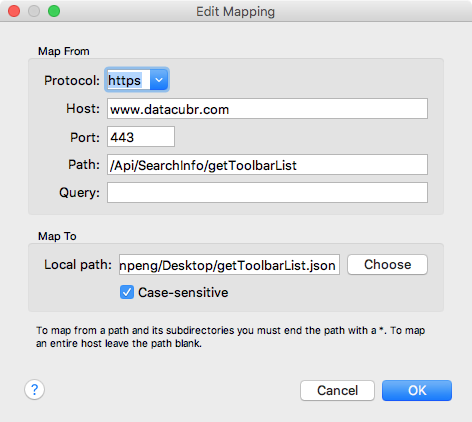 Edit Mapping
Map From
Protocol: https
Host: www.datacubr.com
Port: 443
Path: /Api/SearchInfo/getToolbarList
Query:
Map To
Local path: npeng/Desktop/getToolbarList.json Choose
Case-sensitive
To map from a path and its subdirectories you must end the path with a *. To map
an entire host leave the path blank.
? Cancel OK